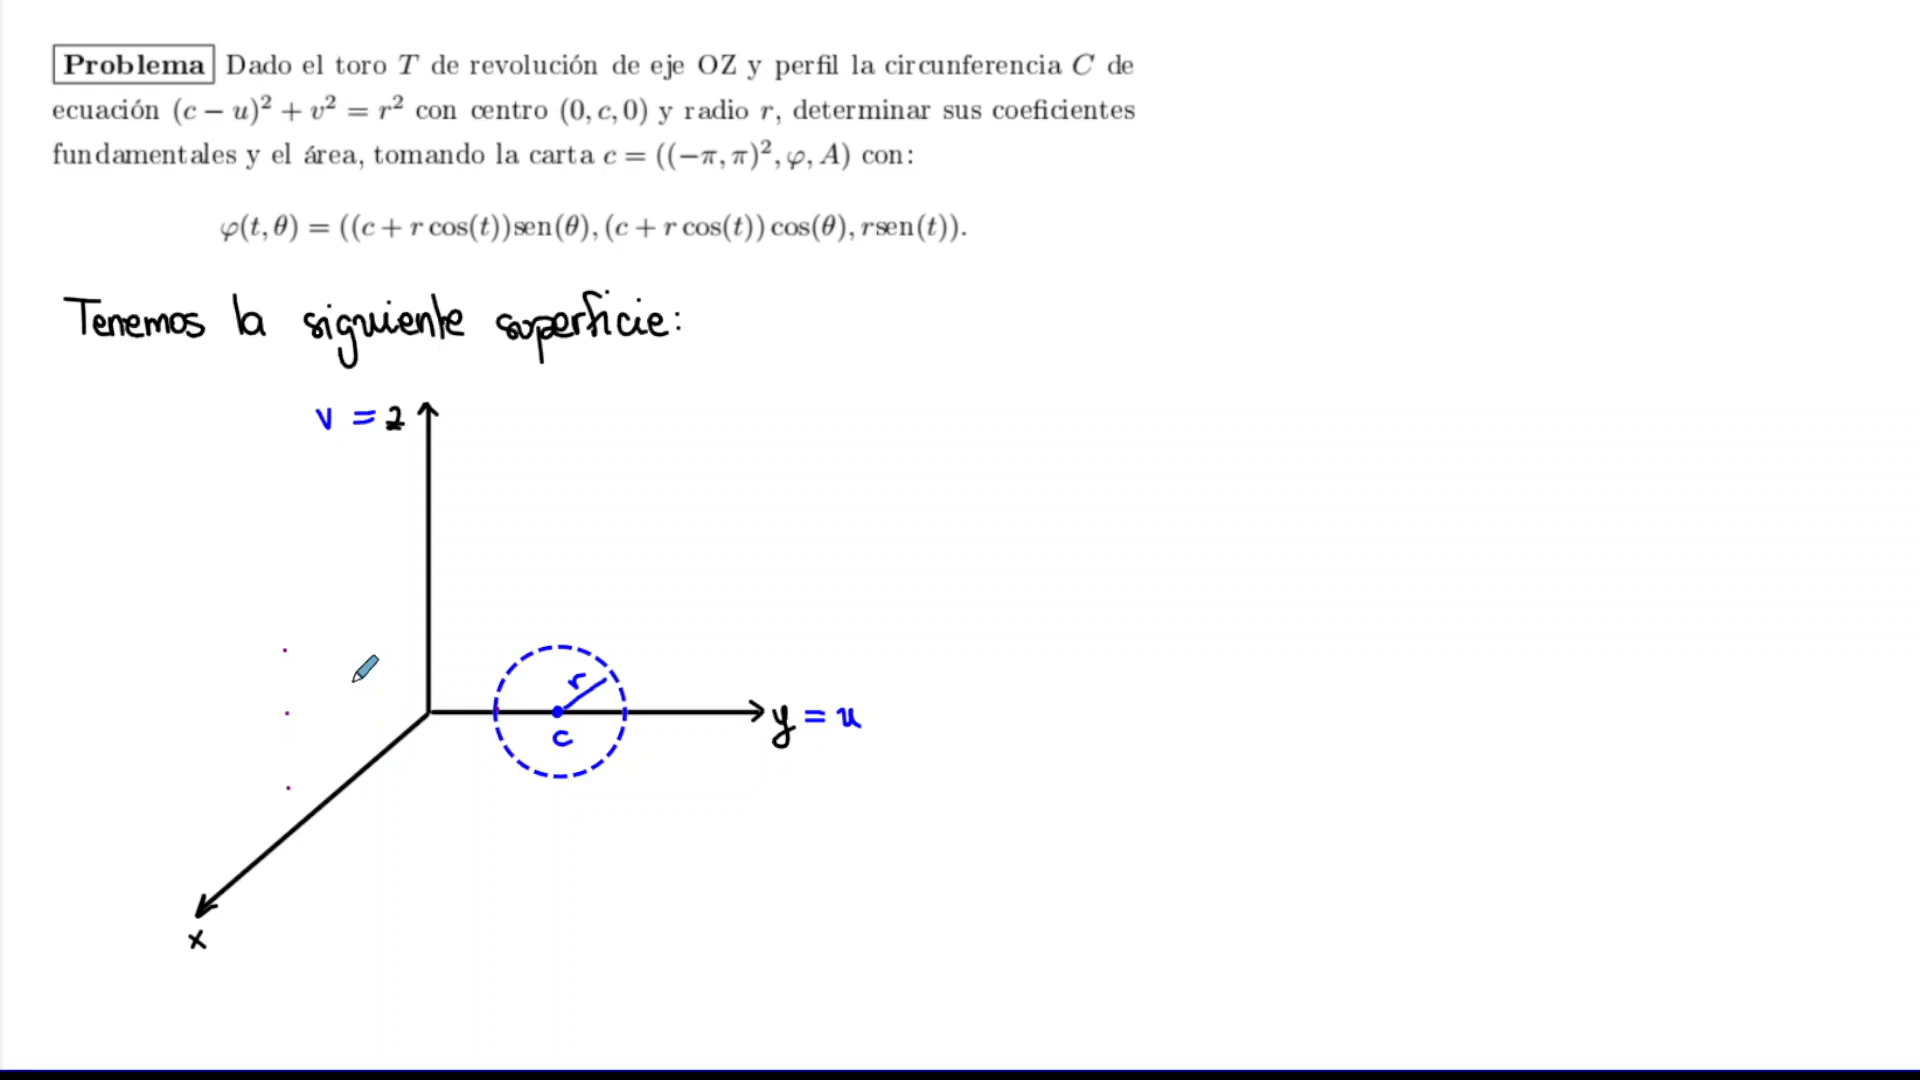 Problema Dado el toro T de revolución de eje OZ y perfil la circunferencia C de
ecuación (c − u)² + v² = r² con centro (0, c, 0) y radio r, determinar sus coeficientes
fundamentales y el área, tomando la carta c = ((−π, π)², φ, A) con:
φ(t, θ) = ((c + r cos(t))sen(θ), (c + r cos(t)) cos(θ), rsen(t)).
Tenemos la siguiente superficie:
v = z
r
c
y = u
x